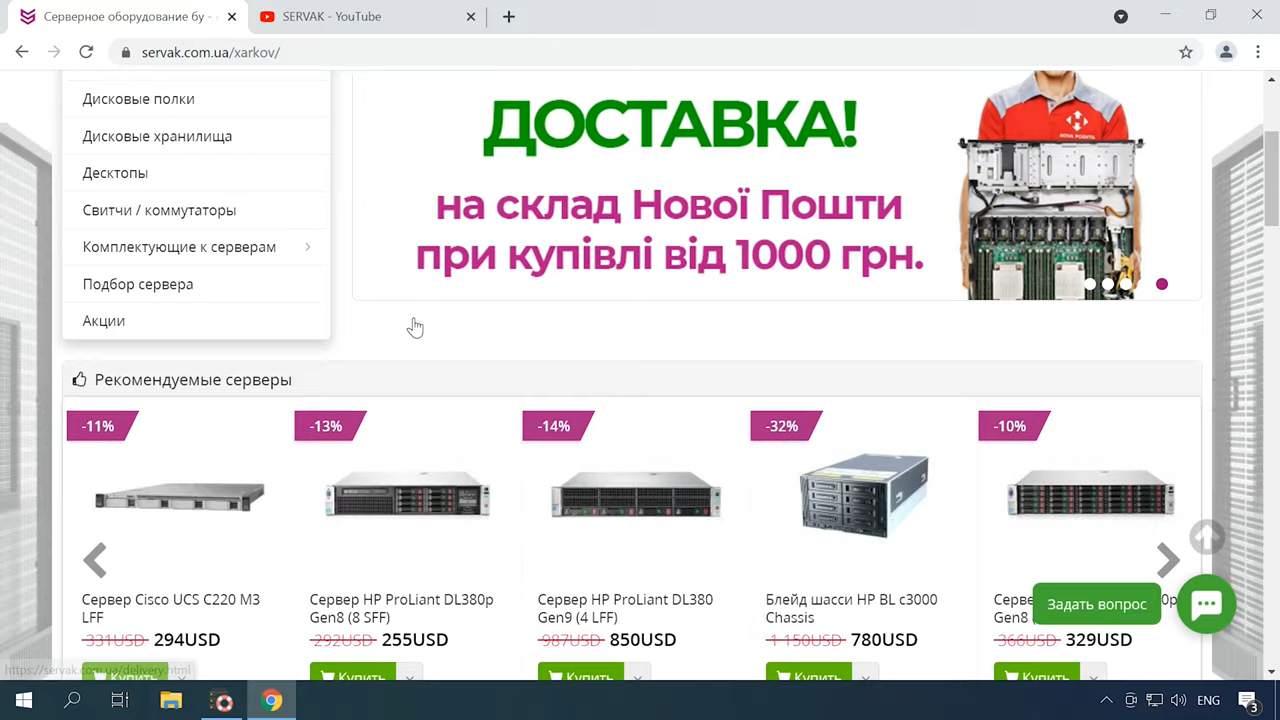 Серверное оборудование бу -
SERVAK - YouTube
servak.com.ua/xarkov/
Дисковые полки
Дисковые хранилища
Десктопы
Свитчи / коммутаторы
Комплектующие к серверам
Подбор сервера
Акции
ДОСТАВКА!
на склад Нової Пошти
при купівлі від 1000 грн.
NOVA POSHTA
Рекомендуемые серверы
-11%
-13%
-14%
-32%
-10%
Сервер Cisco UCS C220 M3
LFF
331USD 294USD
Сервер HP ProLiant DL380p
Gen8 (8 SFF)
292USD 255USD
Сервер HP ProLiant DL380
Gen9 (4 LFF)
987USD 850USD
Блейд шасси HP BL c3000
Chassis
1 150USD 780USD
Gen8
366USD 329USD
Задать вопрос
Купить
Купить
Купить
Купить
Купить
https://servak.com.ua/delivery.html
ENG
3